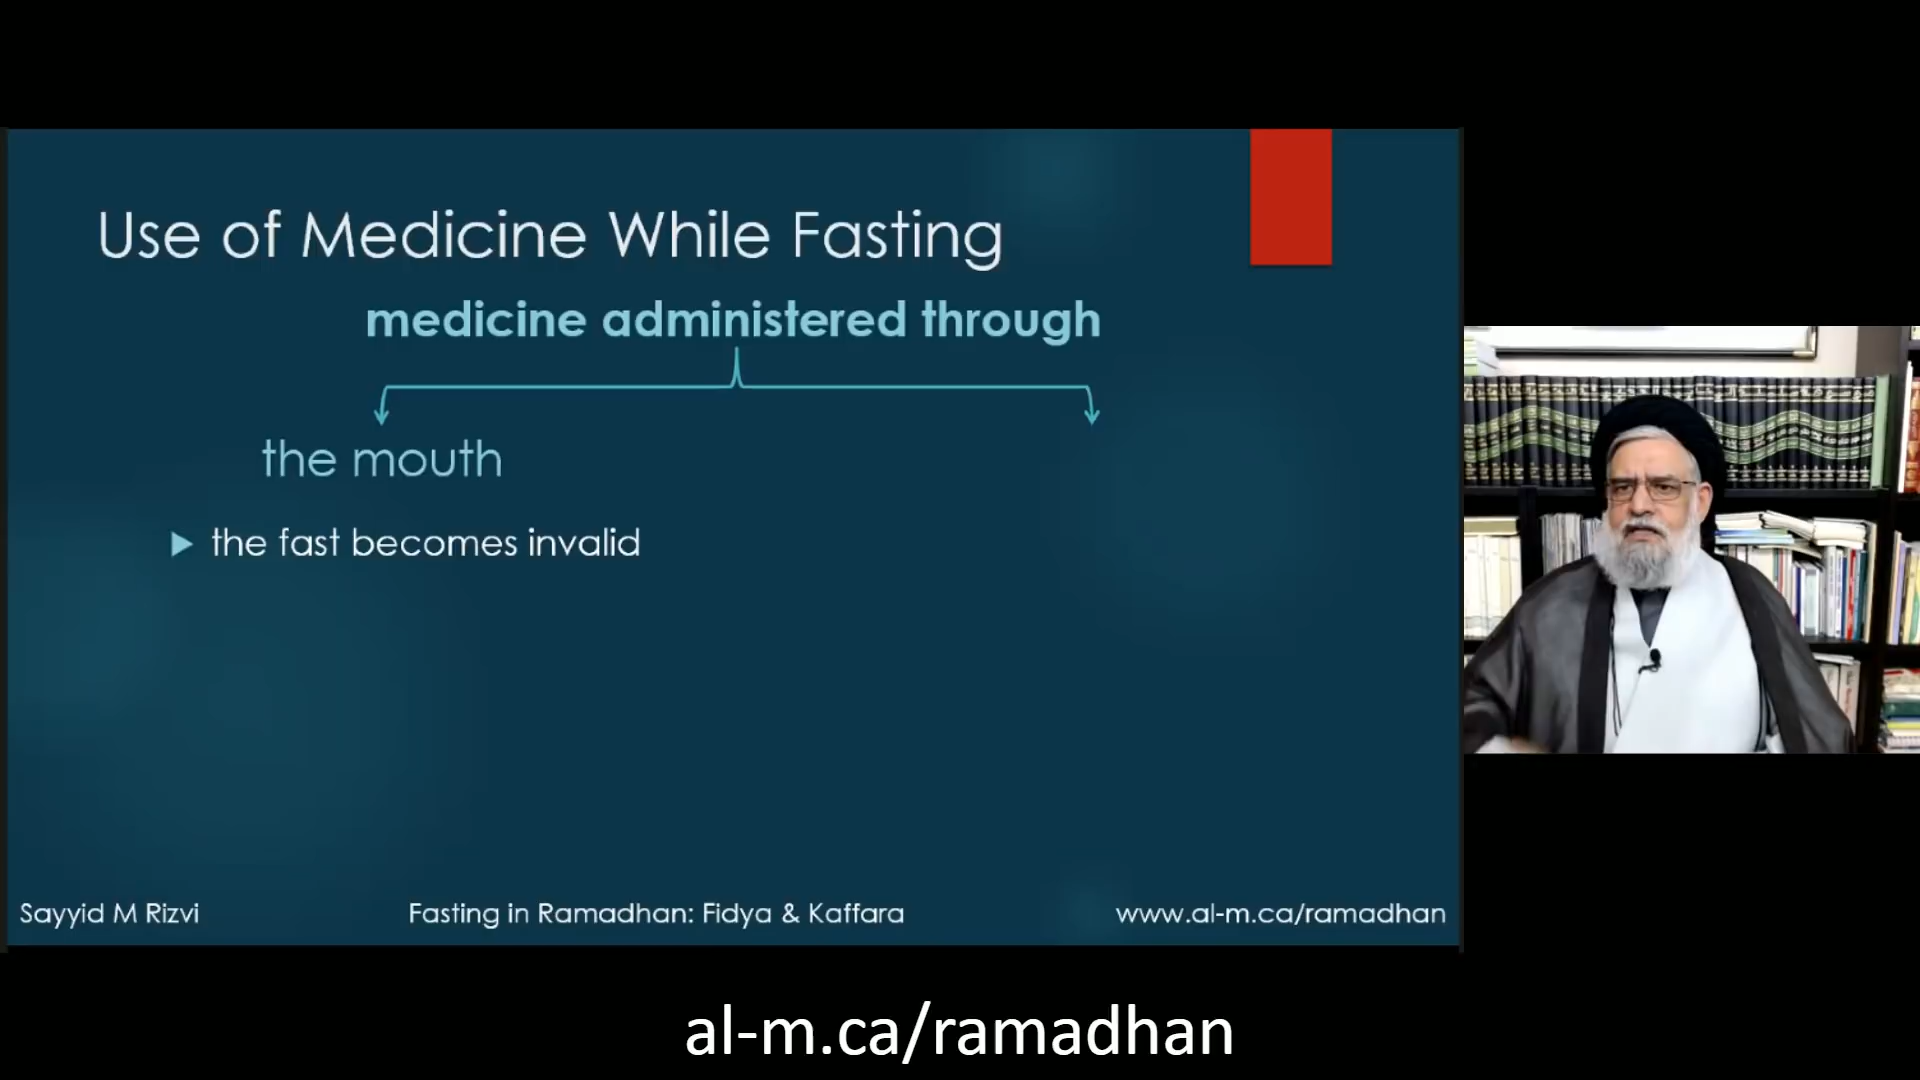 Use of Medicine While Fasting
medicine administered through
the mouth
the fast becomes invalid
Sayyid M Rizvi
Fasting in Ramadhan: Fidya & Kaffara
www.al-m.ca/ramadhan
al-m.ca/ramadhan